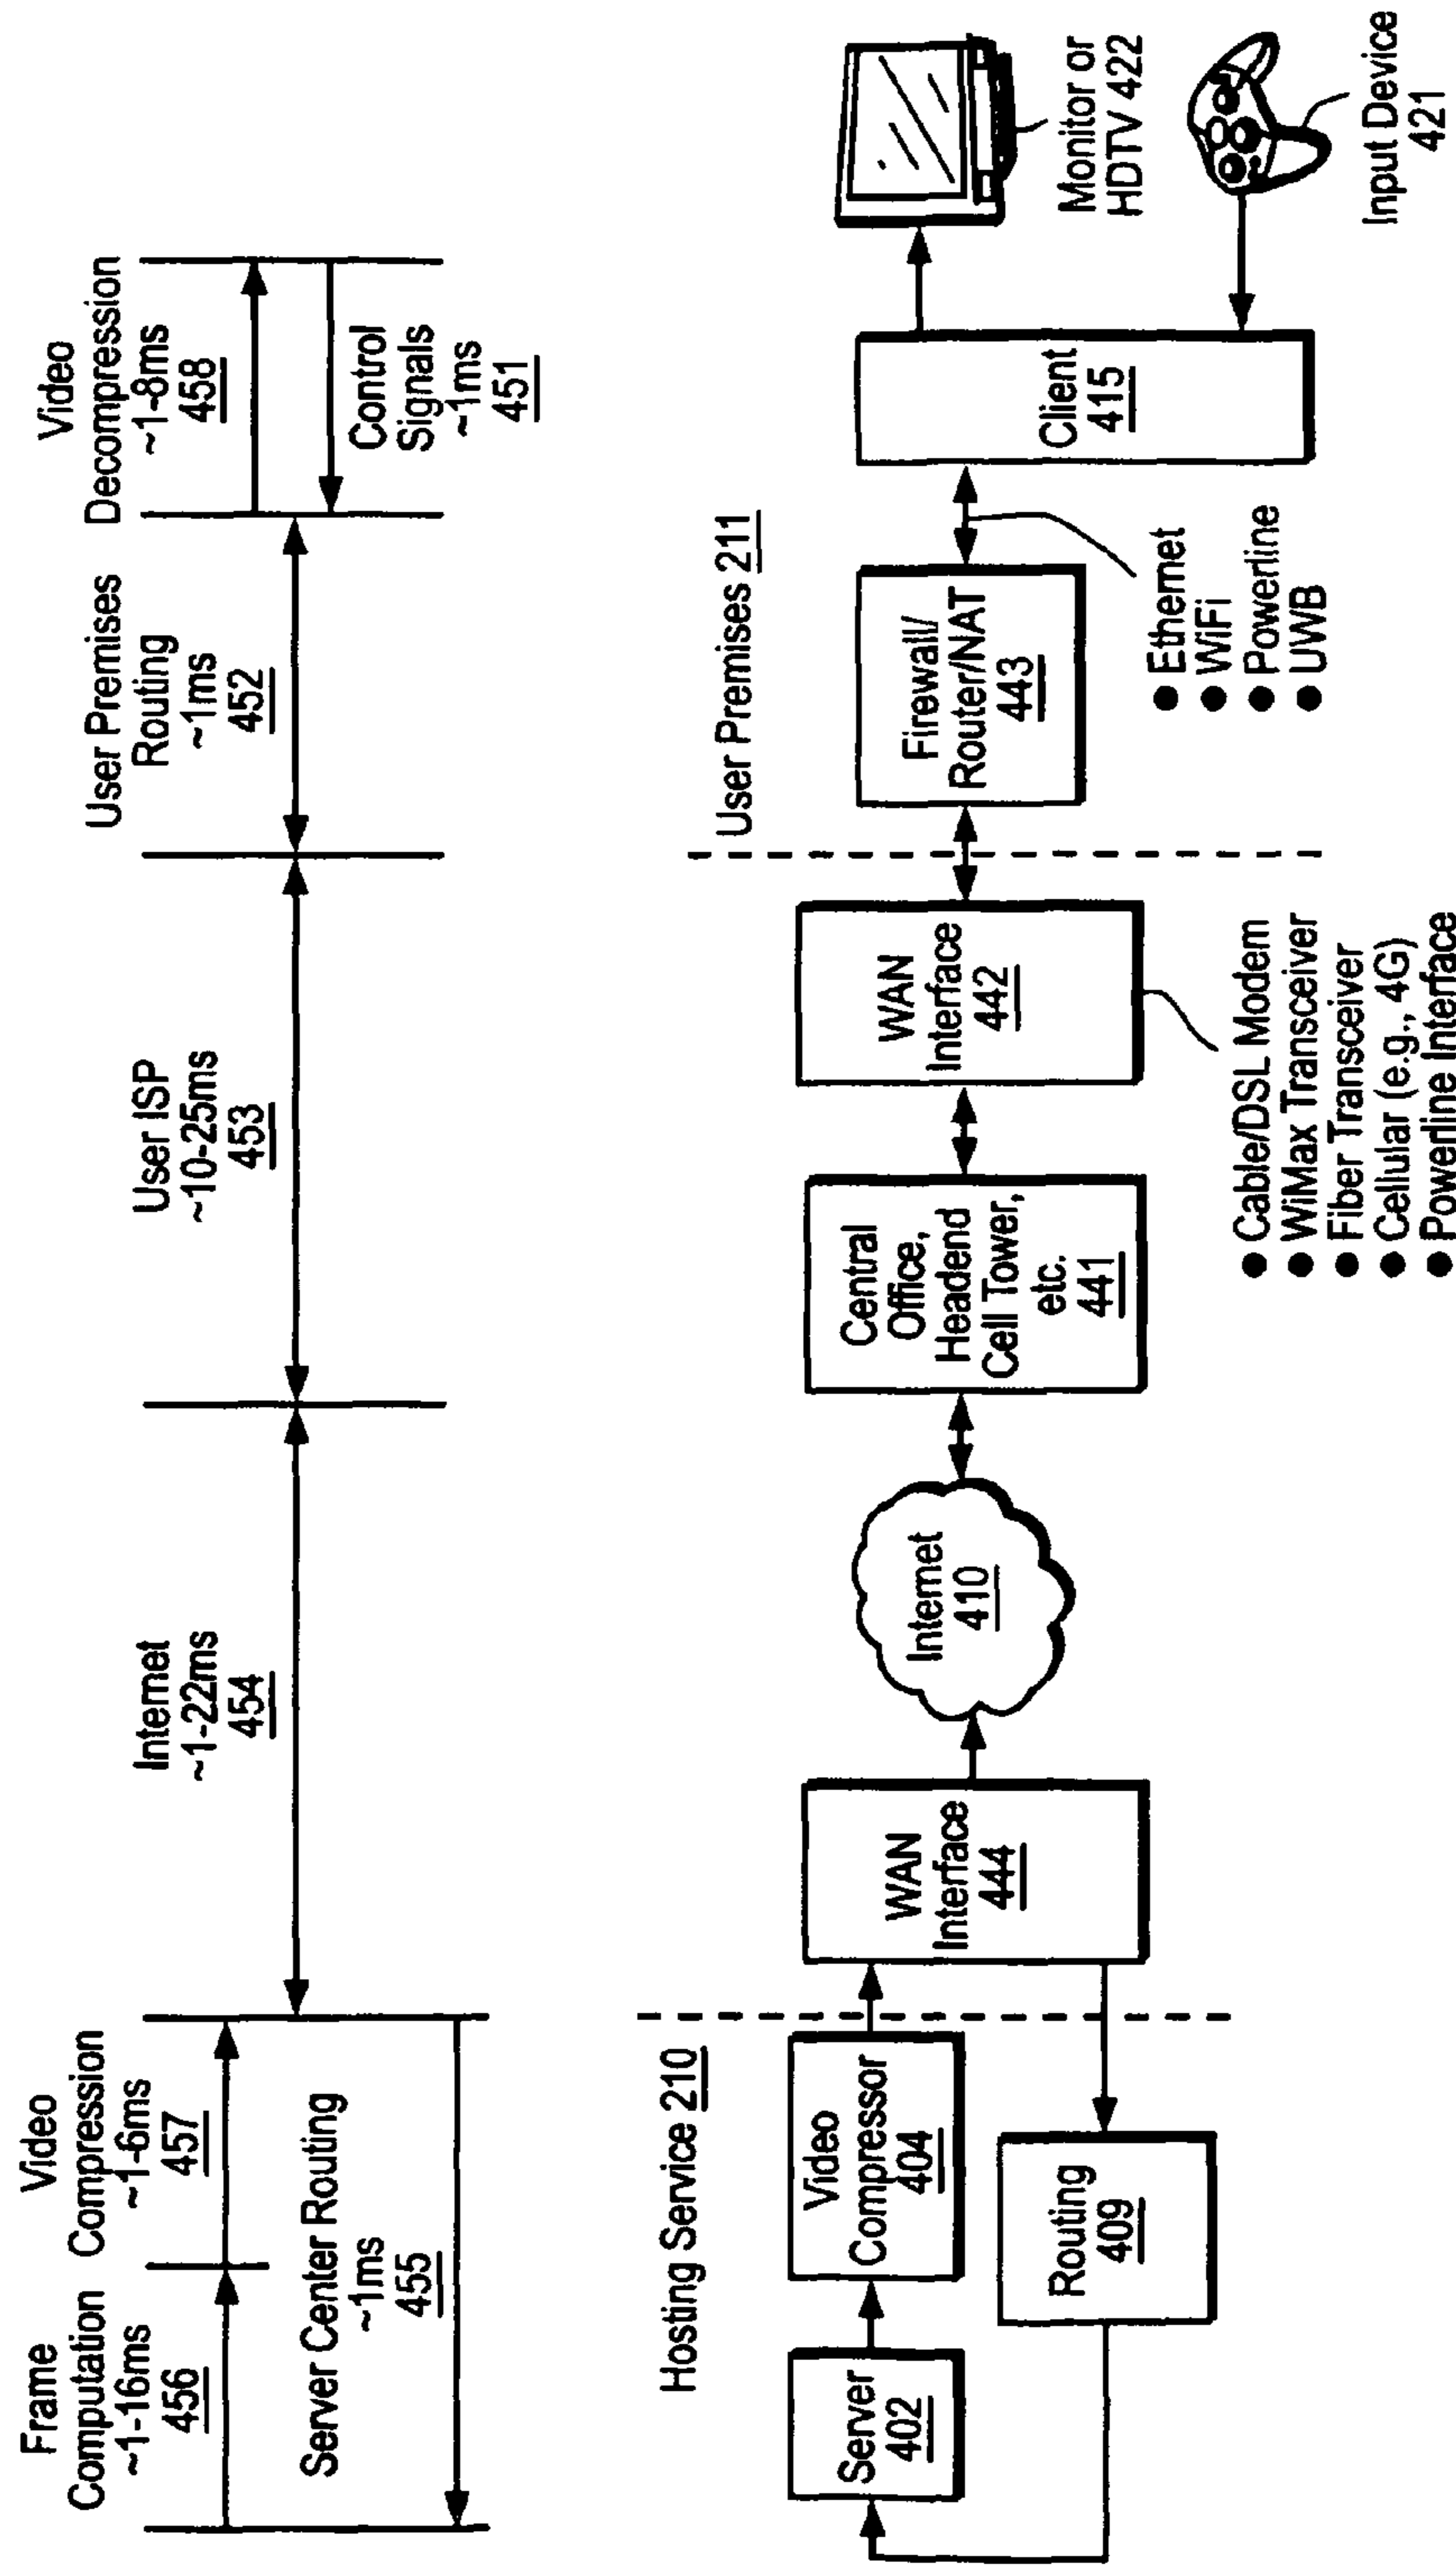 Frame
Computation
~1-16ms
456
Video
Compression
~1-6ms
457
Server Center Routing
~1ms
455
Internet
~1-22ms
454
User ISP
~10-25ms
453
User Premises
Routing
~1ms
452
Video
Decompression
~1-8ms
458
Control
Signals
~1ms
451
Hosting Service 210
Server
402
Video
Compressor
404
Routing
409
WAN
Interface
444
Internet
410
Central
Office,
Headend
Cell Tower,
etc.
441
WAN
Interface
442
● Cable/DSL Modem
● WiMax Transceiver
● Fiber Transceiver
● Cellular (e.g., 4G)
● Powerline Interface
User Premises 211
Firewall/
Router/NAT
443
● Ethernet
● WiFi
● Powerline
● UWB
Client
415
Monitor or
HDTV 422
Input Device
421